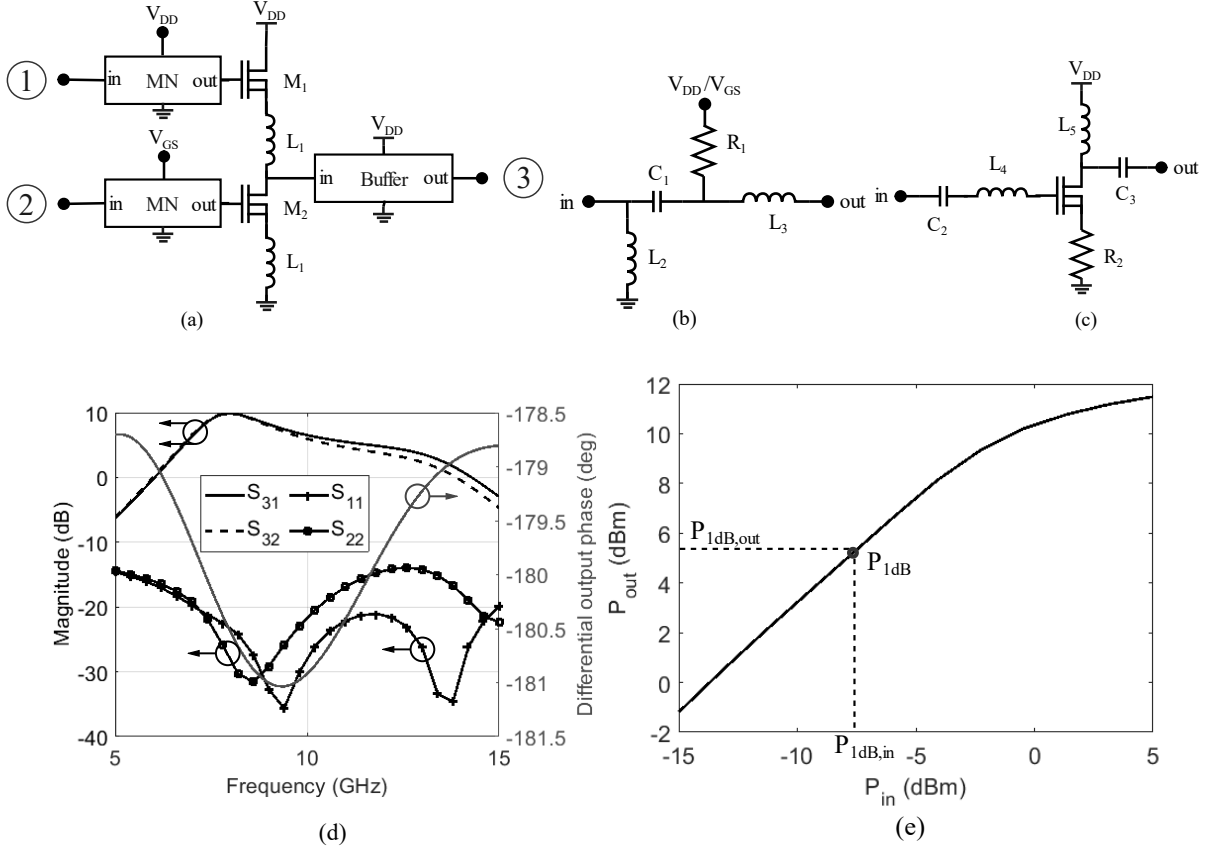 V_DD V_DD
1 in MN out M_1
L_1
V_GS V_DD
2 in MN out M_2 in Buffer out 3
L_1
(a)
V_DD/V_GS
R_1
C_1
in out
L_3
L_2
(b)
V_DD
L_5
L_4
in out
C_2 C_3
R_2
(c)
10
0
-10
-20
-30
-40
Magnitude (dB)
S_31 S_11
S_32 S_22
-178.5
-179
-179.5
-180
-180.5
-181
-181.5
Differential output phase (deg)
5 10 15
Frequency (GHz)
(d)
12
10
8
6
4
2
0
-2
P_out (dBm)
P_1dB,out
P_1dB
P_1dB,in
-15 -10 -5 0 5
P_in (dBm)
(e)